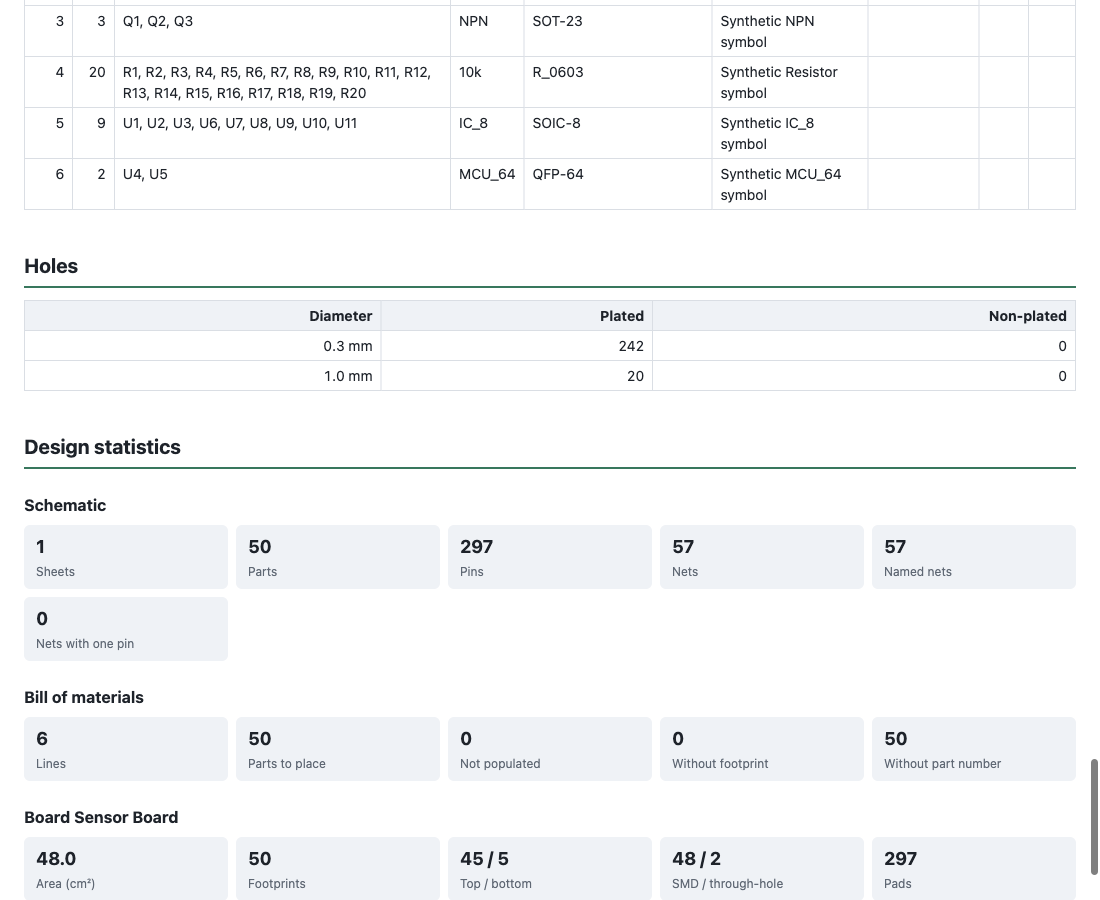 3 3 Q1, Q2, Q3 NPN SOT-23 Synthetic NPN
symbol
4 20 R1, R2, R3, R4, R5, R6, R7, R8, R9, R10, R11, R12, 10k R_0603 Synthetic Resistor
R13, R14, R15, R16, R17, R18, R19, R20 symbol
5 9 U1, U2, U3, U6, U7, U8, U9, U10, U11 IC_8 SOIC-8 Synthetic IC_8
symbol
6 2 U4, U5 MCU_64 QFP-64 Synthetic MCU_64
symbol
Holes
Diameter Plated Non-plated
0.3 mm 242 0
1.0 mm 20 0
Design statistics
Schematic
1 50 297 57 57
Sheets Parts Pins Nets Named nets
0
Nets with one pin
Bill of materials
6 50 0 0 50
Lines Parts to place Not populated Without footprint Without part number
Board Sensor Board
48.0 50 45 / 5 48 / 2 297
Area (cm²) Footprints Top / bottom SMD / through-hole Pads